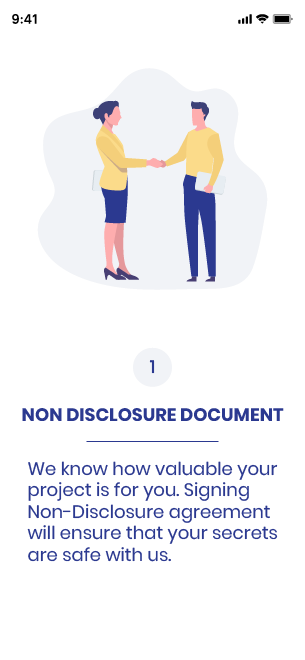 9:41
1
NON DISCLOSURE DOCUMENT
We know how valuable your
project is for you. Signing
Non-Disclosure agreement
will ensure that your secrets
are safe with us.